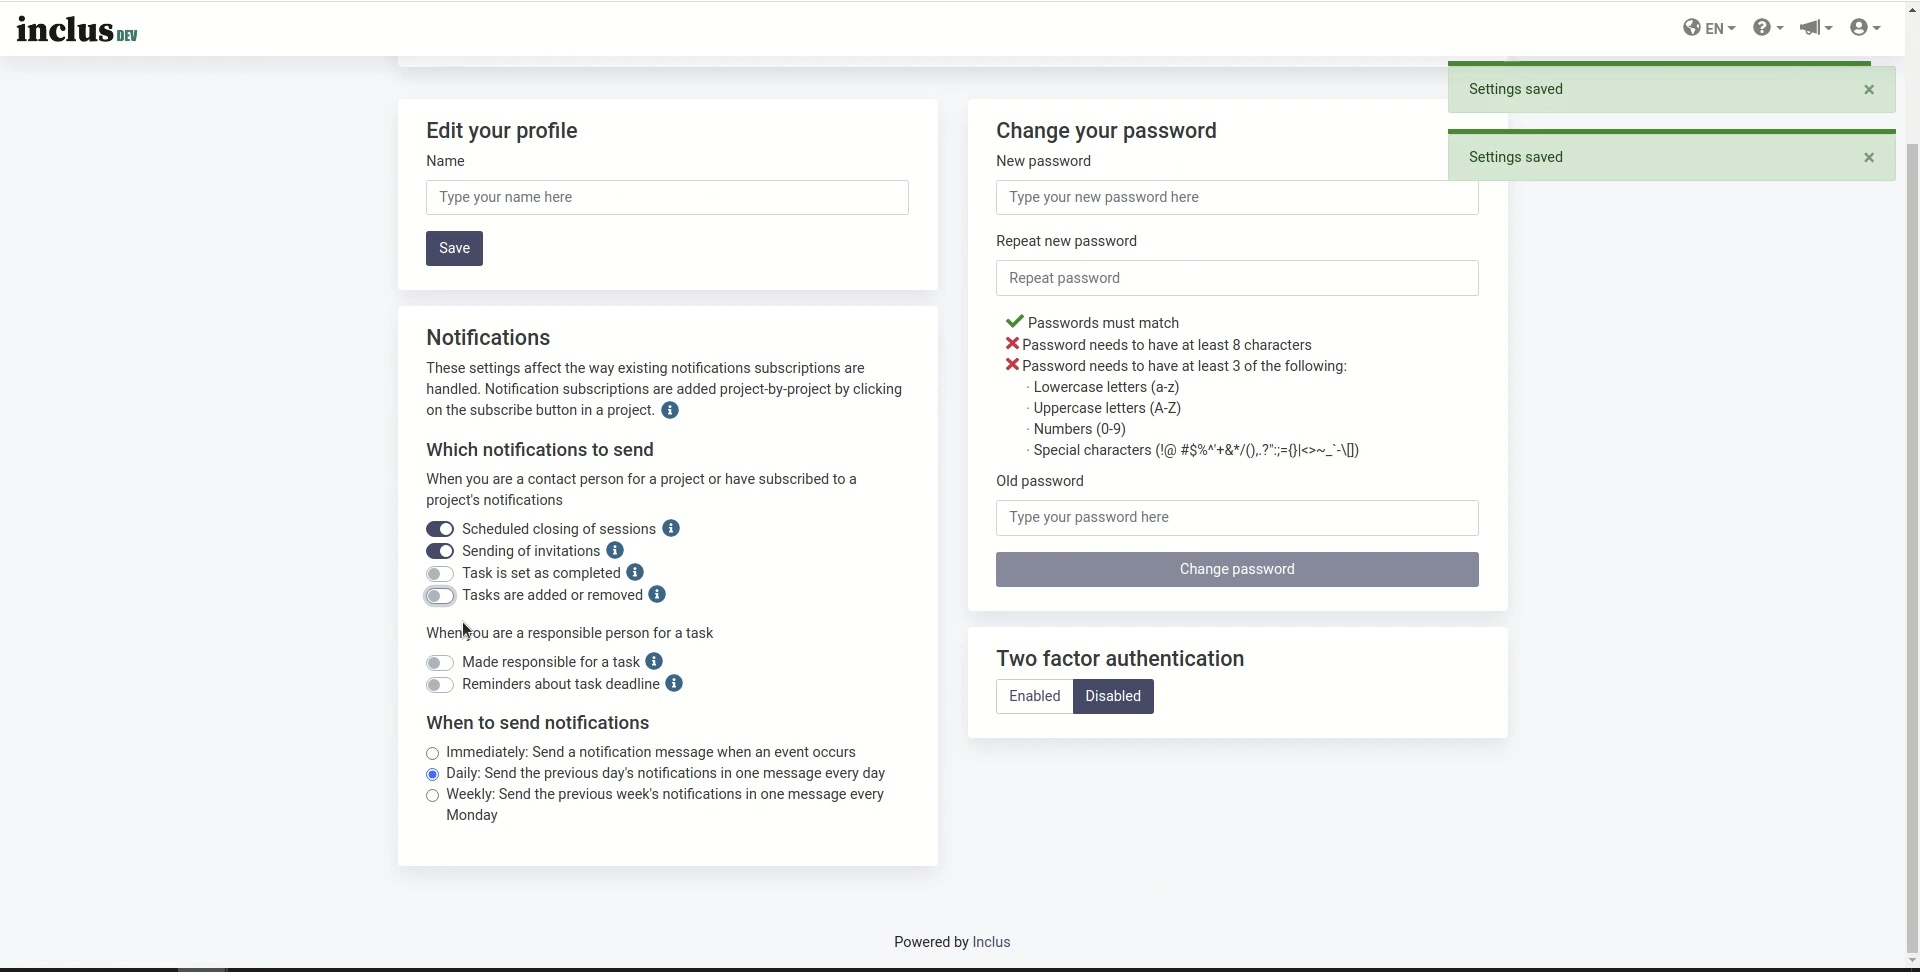 inclus DEV
EN
Settings saved ×
Settings saved ×
Edit your profile
Name
Type your name here
Save
Notifications
These settings affect the way existing notifications subscriptions are
handled. Notification subscriptions are added project-by-project by clicking
on the subscribe button in a project.
Which notifications to send
When you are a contact person for a project or have subscribed to a
project's notifications
Scheduled closing of sessions
Sending of invitations
Task is set as completed
Tasks are added or removed
When you are a responsible person for a task
Made responsible for a task
Reminders about task deadline
When to send notifications
Immediately: Send a notification message when an event occurs
Daily: Send the previous day's notifications in one message every day
Weekly: Send the previous week's notifications in one message every
Monday
Change your password
New password
Type your new password here
Repeat new password
Repeat password
Passwords must match
Password needs to have at least 8 characters
Password needs to have at least 3 of the following:
· Lowercase letters (a-z)
· Uppercase letters (A-Z)
· Numbers (0-9)
· Special characters (!@ #$%^'+&*/(),.?":;={}|<>~_`-\[])
Old password
Type your password here
Change password
Two factor authentication
Enabled Disabled
Powered by Inclus